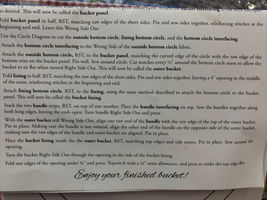 as desired. This will now be called the bucket panel.
Fold bucket panel in half, RST, matching raw edges of the short sides. Pin and sew sides together, reinforcing stitches at the
beginning and end. Leave this Wrong Side Out.
Use the Circle Diagram to cut the outside bottom circle, lining bottom circle, and the bottom interfacing.
Attach the bottom interfacing to the Wrong Side of the outside bottom circle fabric.
Attach the outside bottom circle, RST, to the bucket panel, matching the curved edge of the circle with the raw edge of the
bottom trim on the bucket panel. Pin well. Sew around circle. Cut notches every ½" around the bottom circle seam to allow the
bucket to sit flat when turned Right Side Out. This will now be called the outer bucket.
Fold lining in half, RST, matching the raw edges of the short sides. Pin and sew sides together, leaving a 6" opening in the middle
of the seam, reinforcing stitches at the beginning and end.
Attach lining bottom circle, RST, to the lining, using the same method described to attach the bottom circle to the bucket
panel. This will now be called the bucket lining.
Stack the two handle strips, RST, on top of one another. Place the handle interfacing on top. Sew the handles together along
both long edges, leaving the ends open. Turn handle Right Side Out. Press.
With the outer bucket still Wrong Side Out, align one raw end of the handle with the raw edge of the top of the outer bucket.
Pin in place. Making sure the handle is not twisted, align the other end of the handle on the opposite side of the outer bucket,
making sure the raw edges of the handle and outer bucket are aligned. Pin in place.
Place the bucket lining inside the the outer bucket, RST, matching top edges and side seams. Pin in place. Sew around the
opening.
Turn the bucket Right Side Out through the opening in the side of the bucket lining.
Fold raw edges of the opening under ¼" and press. Topstitch with a ⅛" seam allowance, and press to make the top edge
Enjoy your finished bucket!